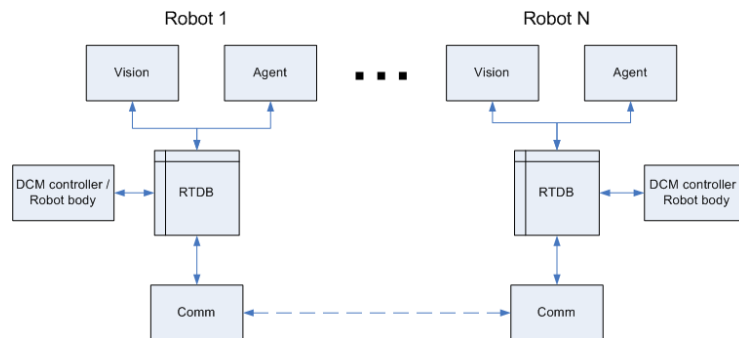 Robot 1
Robot N
Vision
Agent
Vision
Agent
DCM controller /
Robot body
RTDB
RTDB
DCM controller
Robot body
Comm
Comm